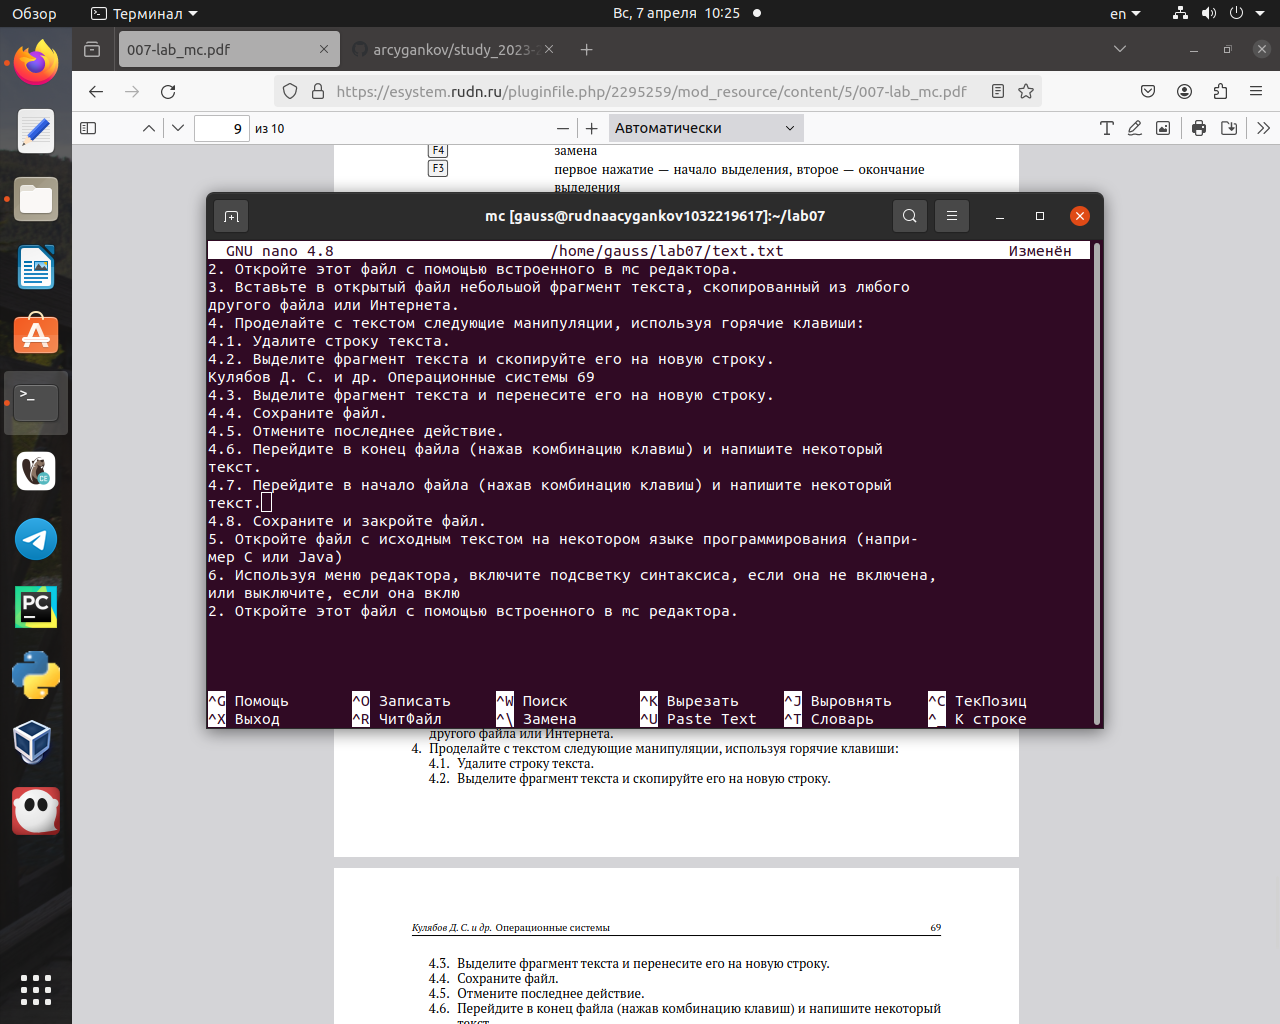 Обзор
Терминал
Вс, 7 апреля 10:25
en
007-lab_mc.pdf
arcygankov/study_2023-2
https://esystem.rudn.ru/pluginfile.php/2295259/mod_resource/content/5/007-lab_mc.pdf
9
из 10
Автоматически
F4 замена
F3 первое нажатие — начало выделения, второе — окончание
выделения
mc [gauss@rudnaacygankov1032219617]:~/lab07
GNU nano 4.8 /home/gauss/lab07/text.txt Изменён
2. Откройте этот файл с помощью встроенного в mc редактора.
3. Вставьте в открытый файл небольшой фрагмент текста, скопированный из любого
другого файла или Интернета.
4. Проделайте с текстом следующие манипуляции, используя горячие клавиши:
4.1. Удалите строку текста.
4.2. Выделите фрагмент текста и скопируйте его на новую строку.
Кулябов Д. С. и др. Операционные системы 69
4.3. Выделите фрагмент текста и перенесите его на новую строку.
4.4. Сохраните файл.
4.5. Отмените последнее действие.
4.6. Перейдите в конец файла (нажав комбинацию клавиш) и напишите некоторый
текст.
4.7. Перейдите в начало файла (нажав комбинацию клавиш) и напишите некоторый
текст.
4.8. Сохраните и закройте файл.
5. Откройте файл с исходным текстом на некотором языке программирования (напри-
мер C или Java)
6. Используя меню редактора, включите подсветку синтаксиса, если она не включена,
или выключите, если она вклю
2. Откройте этот файл с помощью встроенного в mc редактора.
^G Помощь ^O Записать ^W Поиск ^K Вырезать ^J Выровнять ^C ТекПозиц
^X Выход ^R ЧитФайл ^\ Замена ^U Paste Text ^T Словарь ^_ К строке
другого файла или Интернета.
4. Проделайте с текстом следующие манипуляции, используя горячие клавиши:
4.1. Удалите строку текста.
4.2. Выделите фрагмент текста и скопируйте его на новую строку.
Кулябов Д. С. и др. Операционные системы 69
4.3. Выделите фрагмент текста и перенесите его на новую строку.
4.4. Сохраните файл.
4.5. Отмените последнее действие.
4.6. Перейдите в конец файла (нажав комбинацию клавиш) и напишите некоторый
текст.